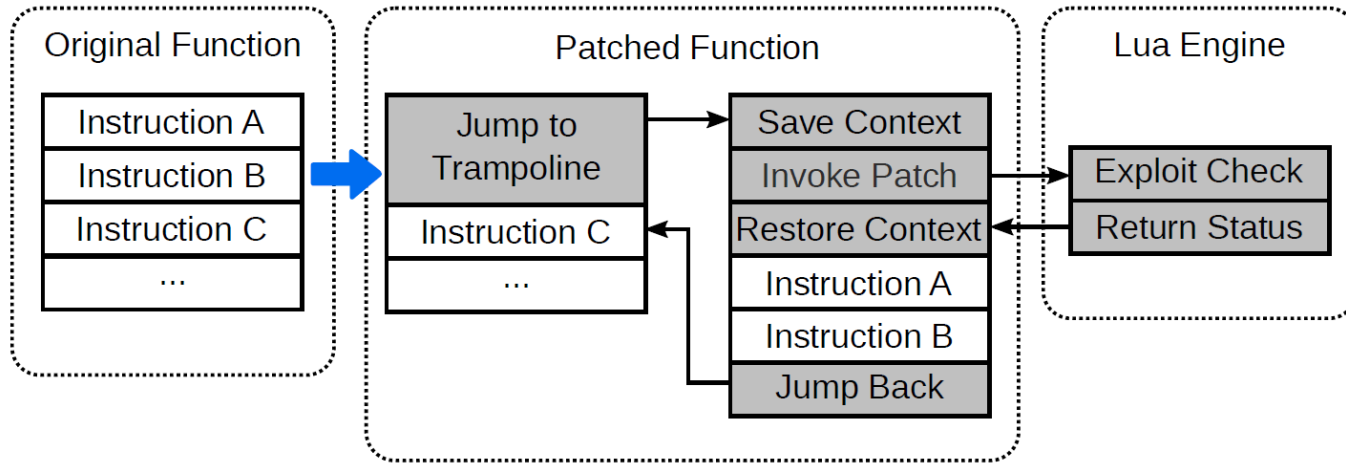 Original Function
Instruction A
Instruction B
Instruction C
...
Patched Function
Jump to
Trampoline
Instruction C
...
Save Context
Invoke Patch
Restore Context
Instruction A
Instruction B
Jump Back
Lua Engine
Exploit Check
Return Status